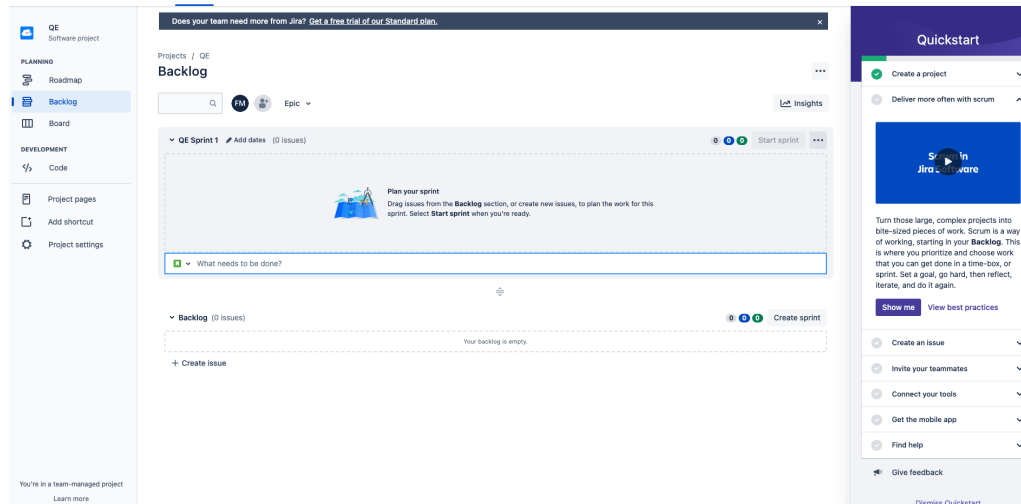 Does your team need more from Jira? Get a free trial of our Standard plan.
QE
Software project
PLANNING
Roadmap
Backlog
Board
DEVELOPMENT
Code
Project pages
Add shortcut
Project settings
You're in a team-managed project
Learn more
Projects / QE
Backlog
FM
Epic
Insights
QE Sprint 1 Add dates (0 issues)
0 0 0 Start sprint
Plan your sprint
Drag issues from the Backlog section, or create new issues, to plan the work for this
sprint. Select Start sprint when you're ready.
What needs to be done?
Backlog (0 issues)
0 0 0 Create sprint
Your backlog is empty.
+ Create issue
Quickstart
Create a project
Deliver more often with scrum
Scrum in
Jira Software
Turn those large, complex projects into
bite-sized pieces of work. Scrum is a way
of working, starting in your Backlog. This
is where you prioritize and choose work
that you can get done in a time-box, or
sprint. Set a goal, go hard, then reflect,
iterate, and do it again.
Show me View best practices
Create an issue
Invite your teammates
Connect your tools
Get the mobile app
Find help
Give feedback
Dismiss Quickstart